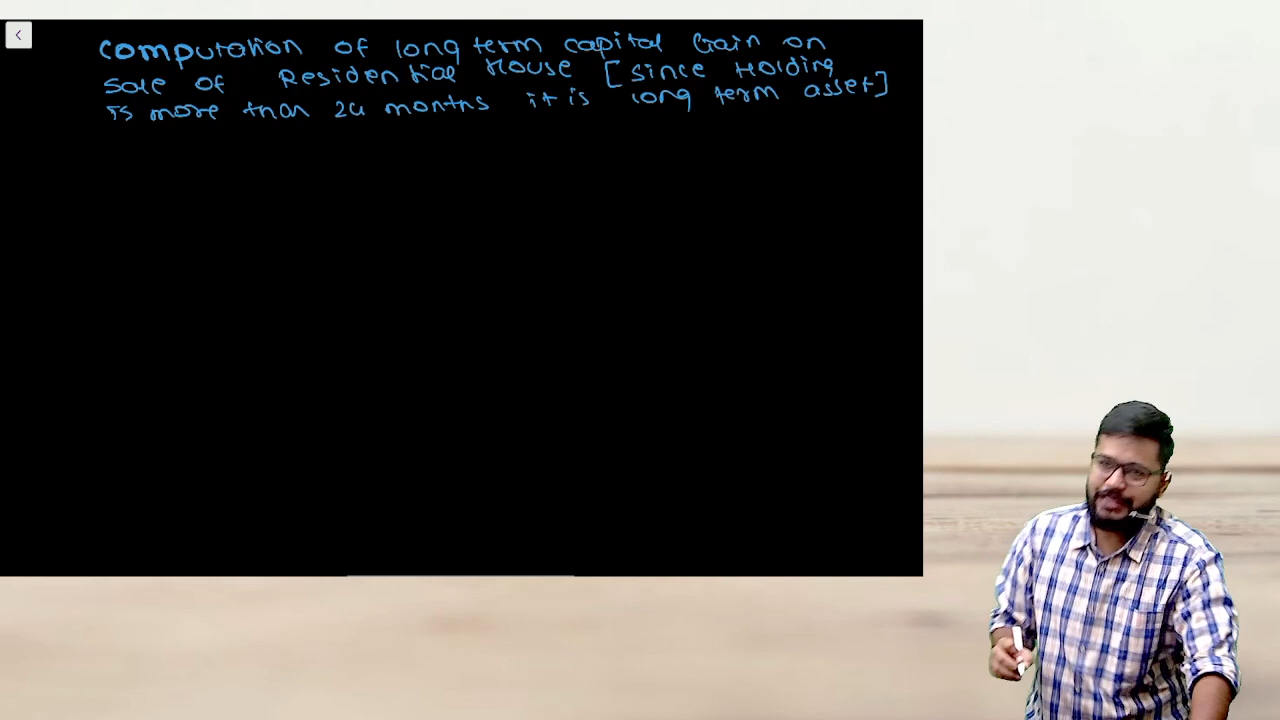 Computation of long term capital Gain on
Sale of Residential House [Since Holding
is more than 24 months it is long term asset]